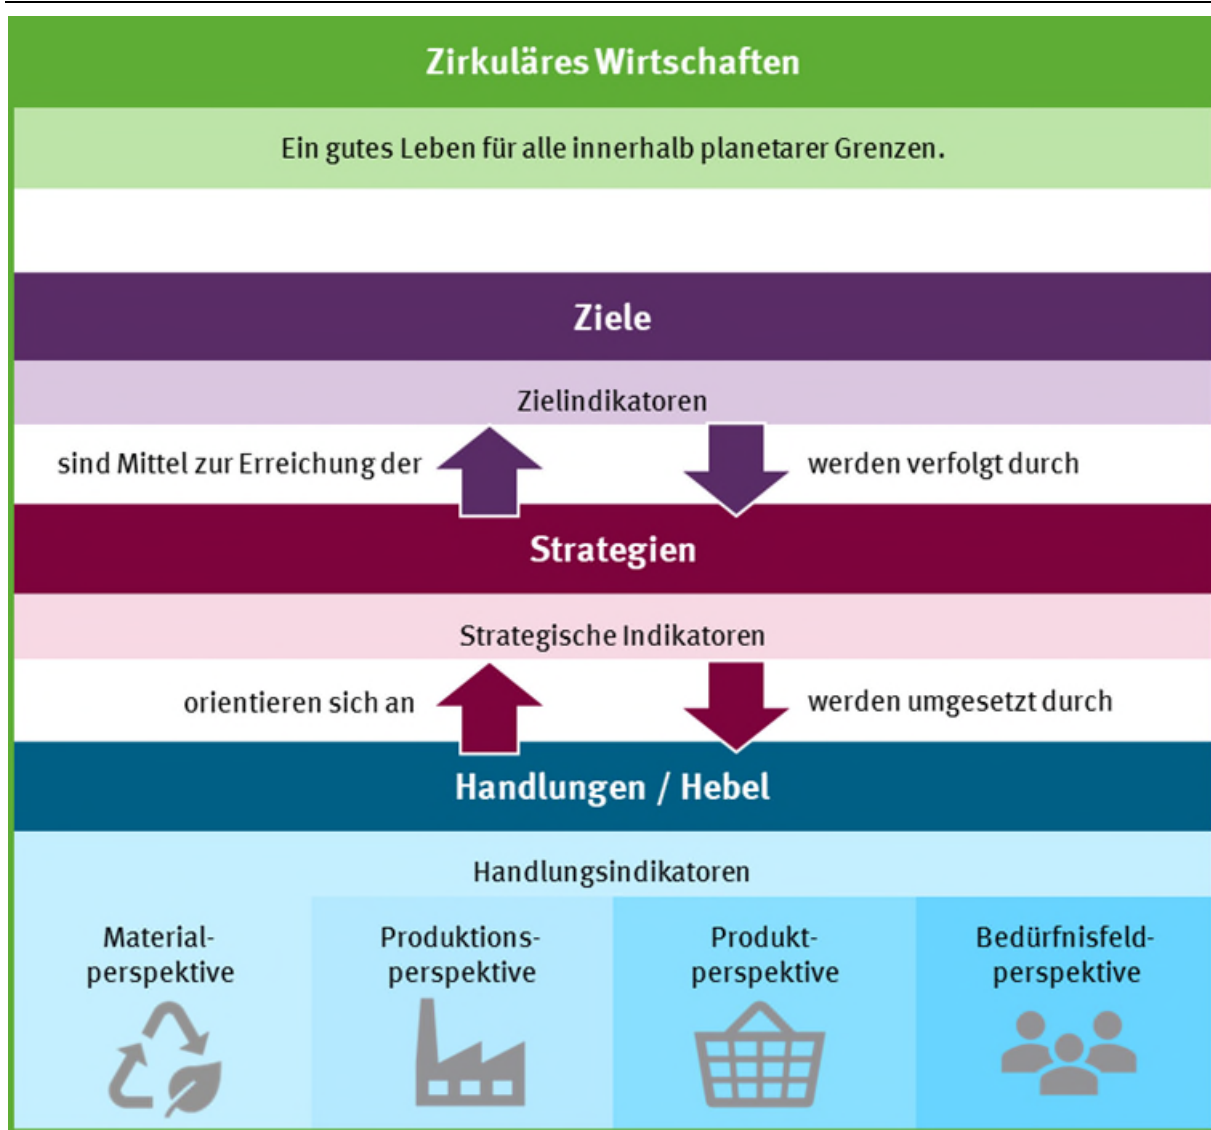 Zirkuläres Wirtschaften
Ein gutes Leben für alle innerhalb planetarer Grenzen.
Ziele
Zielindikatoren
sind Mittel zur Erreichung der
werden verfolgt durch
Strategien
Strategische Indikatoren
orientieren sich an
werden umgesetzt durch
Handlungen / Hebel
Handlungsindikatoren
Material-
perspektive
Produktions-
perspektive
Produkt-
perspektive
Bedürfnisfeld-
perspektive